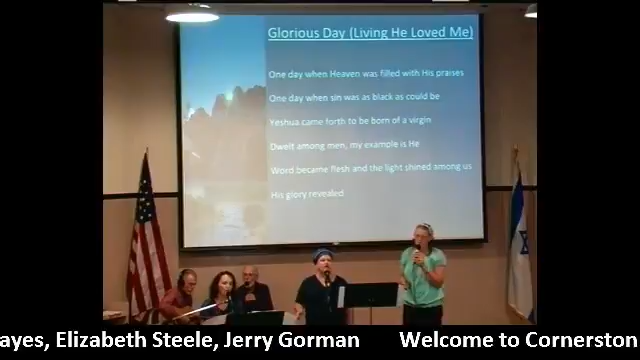 Glorious Day (Living He Loved Me)
One day when Heaven was filled with His praises
One day when sin was as black as could be
Yeshua came forth to be born of a virgin
Dwelt among men, my example is He
Word became flesh and the light shined among us
His glory revealed
ayes, Elizabeth Steele, Jerry Gorman Welcome to Cornerston